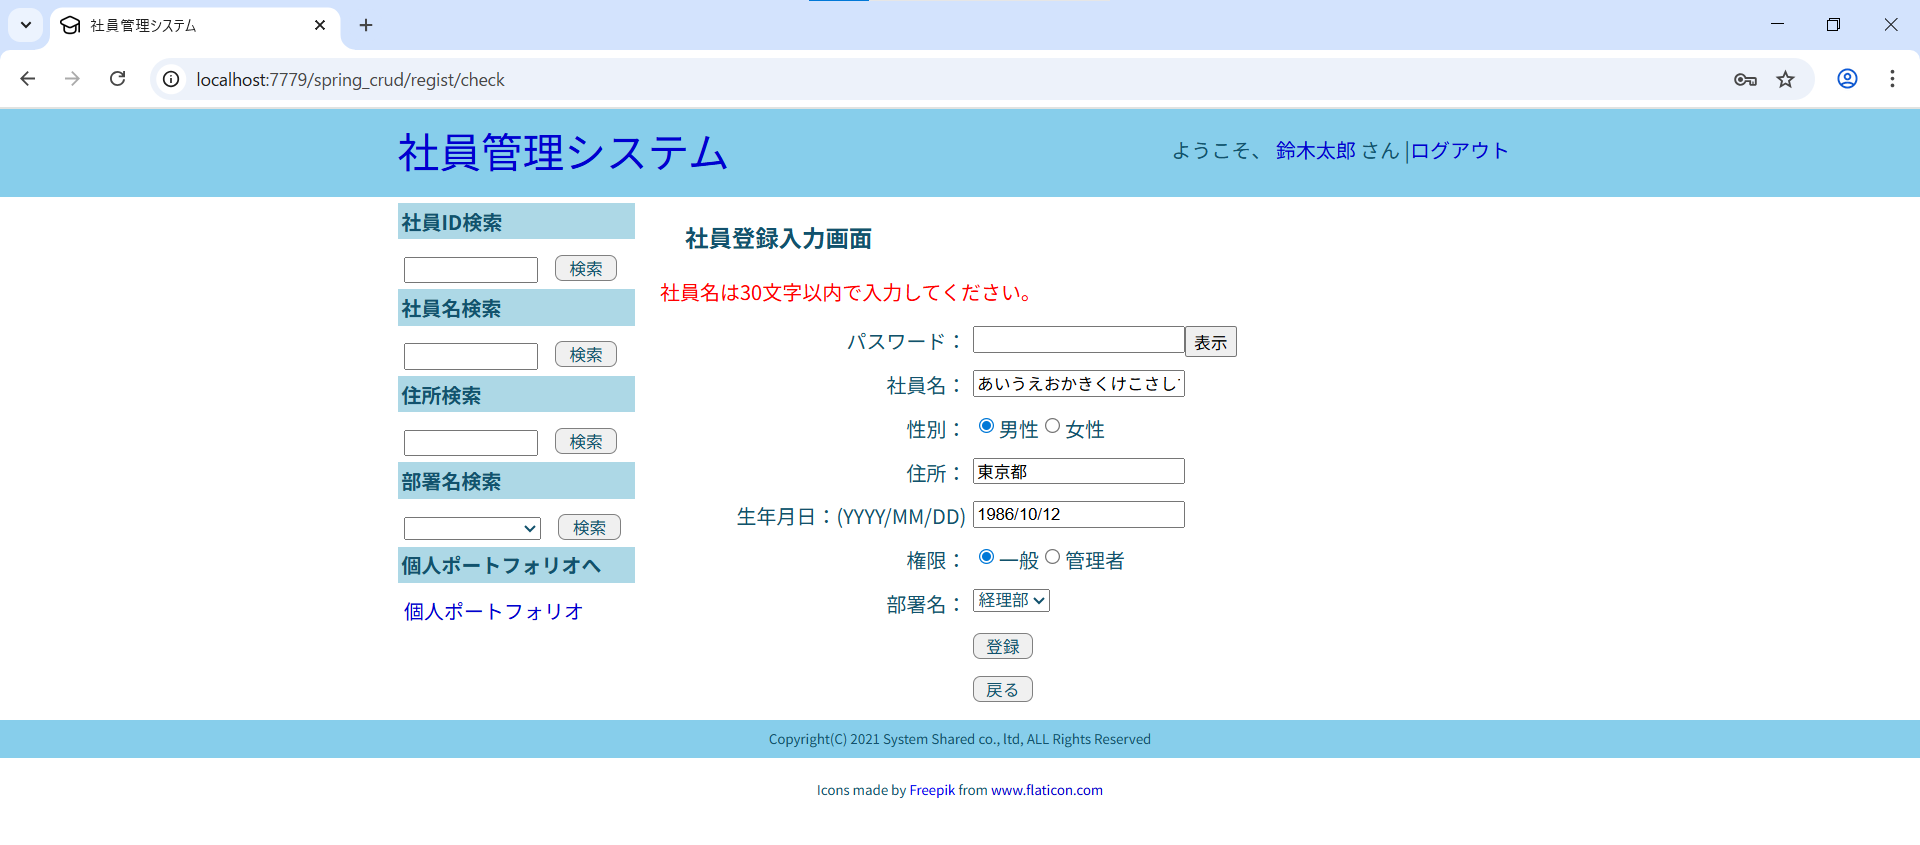 社員管理システム
localhost:7779/spring_crud/regist/check
社員管理システム
ようこそ、 鈴木太郎 さん |ログアウト
社員ID検索
検索
社員名検索
検索
住所検索
検索
部署名検索
検索
個人ポートフォリオへ
個人ポートフォリオ
社員登録入力画面
社員名は30文字以内で入力してください。
パスワード： 表示
社員名： あいうえおかきくけこさし
性別： 男性 女性
住所： 東京都
生年月日：(YYYY/MM/DD) 1986/10/12
権限： 一般 管理者
部署名： 経理部
登録
戻る
Copyright(C) 2021 System Shared co., ltd, ALL Rights Reserved
Icons made by Freepik from www.flaticon.com